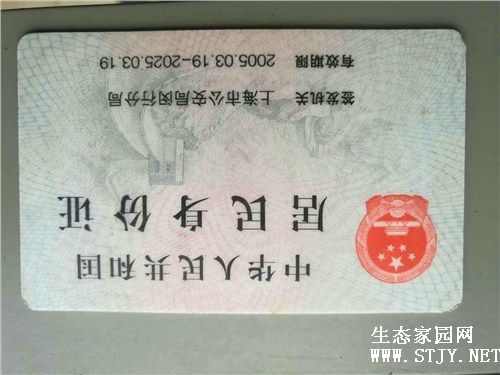 中华人民共和国
居民身份证
签发机关 上海市公安局闵行分局
有效期限 2005.03.19-2025.03.19
生态家园网
WWW.STJY.NET